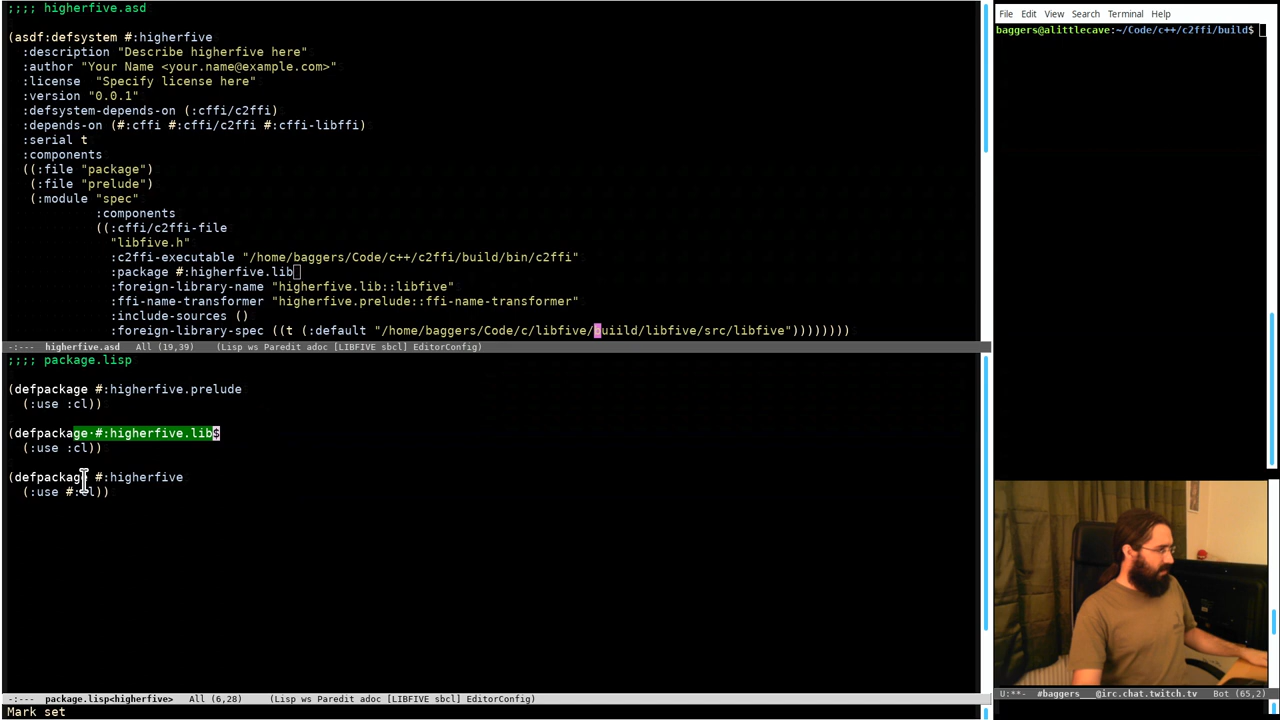 ;;;; higherfive.asd
(asdf:defsystem #:higherfive
:description "Describe higherfive here"
:author "Your Name <your.name@example.com>"
:license  "Specify license here"
:version "0.0.1"
:defsystem-depends-on (:cffi/c2ffi)
:depends-on (#:cffi #:cffi/c2ffi #:cffi-libffi)
:serial t
:components
((:file "package")
(:file "prelude")
(:module "spec"
:components
((:cffi/c2ffi-file
"libfive.h"
:c2ffi-executable "/home/baggers/Code/c++/c2ffi/build/bin/c2ffi"
:package #:higherfive.lib
:foreign-library-name "higherfive.lib::libfive"
:ffi-name-transformer "higherfive.prelude::ffi-name-transformer"
:include-sources ()
:foreign-library-spec ((t (:default "/home/baggers/Code/c/libfive/buiild/libfive/src/libfive"))))))))
-:---  higherfive.asd   All (19,39)    (Lisp ws Paredit adoc [LIBFIVE sbcl] EditorConfig)
;;;; package.lisp
(defpackage #:higherfive.prelude
(:use :cl))
(defpackage·#:higherfive.lib$
(:use :cl))
(defpackage #:higherfive
(:use #:cl))
-:---  package.lisp<higherfive>   All (6,28)     (Lisp ws Paredit adoc [LIBFIVE sbcl] EditorConfig)
Mark set
File Edit View Search Terminal Help
baggers@alittlecave:~/Code/c++/c2ffi/build$
U:**-  #baggers___@irc.chat.twitch.tv   Bot (65,2)